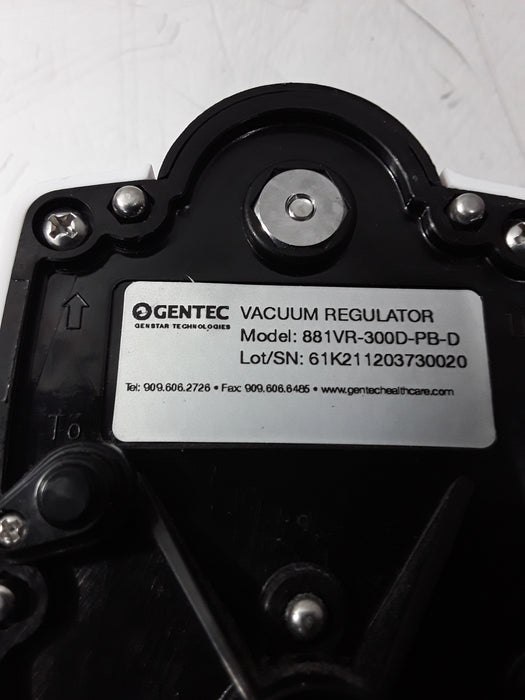 GENTEC
GENSTAR TECHNOLOGIES
VACUUM REGULATOR
Model: 881VR-300D-PB-D
Lot/SN: 61K211203730020
Tel: 909.606.2726 • Fax: 909.606.6485 • www.gentechealthcare.com
To